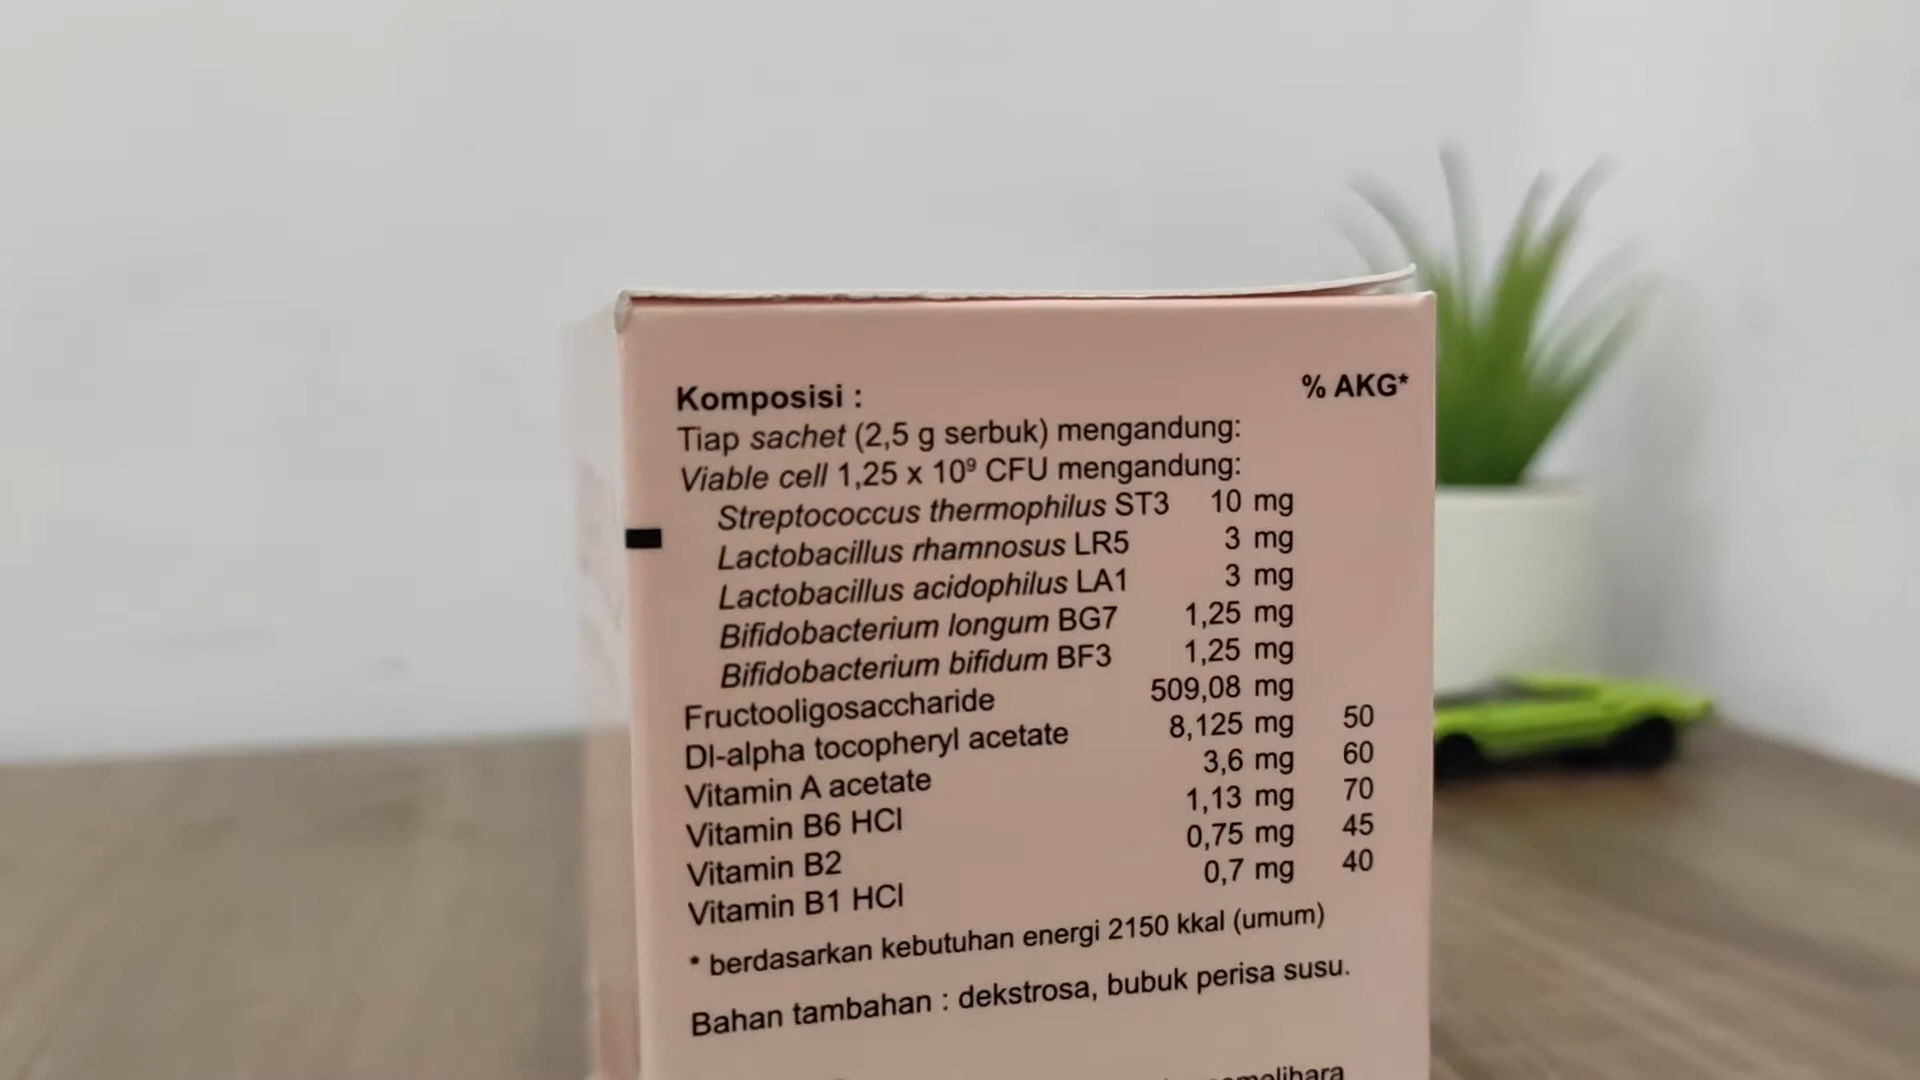 Komposisi : % AKG*
Tiap sachet (2,5 g serbuk) mengandung:
Viable cell 1,25 x 10⁹ CFU mengandung:
Streptococcus thermophilus ST3 10 mg
Lactobacillus rhamnosus LR5 3 mg
Lactobacillus acidophilus LA1 3 mg
Bifidobacterium longum BG7 1,25 mg
Bifidobacterium bifidum BF3 1,25 mg
Fructooligosaccharide 509,08 mg
Dl-alpha tocopheryl acetate 8,125 mg 50
Vitamin A acetate 3,6 mg 60
Vitamin B6 HCl 1,13 mg 70
Vitamin B2 0,75 mg 45
Vitamin B1 HCl 0,7 mg 40
* berdasarkan kebutuhan energi 2150 kkal (umum)
Bahan tambahan : dekstrosa, bubuk perisa susu.